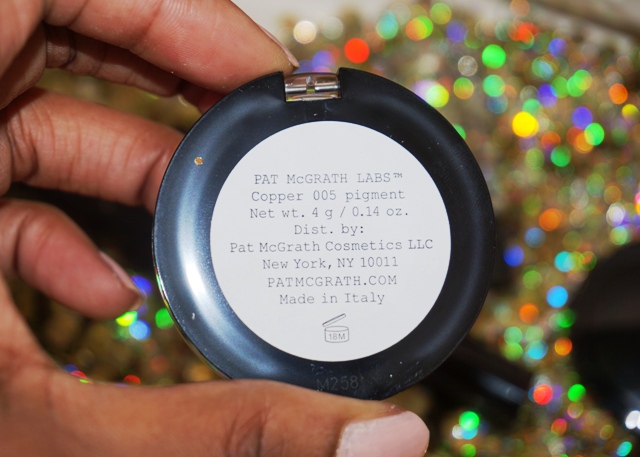 PAT McGRATH LABS™
Copper 005 pigment
Net wt. 4 g / 0.14 oz.
Dist. by:
Pat McGrath Cosmetics LLC
New York, NY 10011
PATMCGRATH.COM
Made in Italy
18M
M258